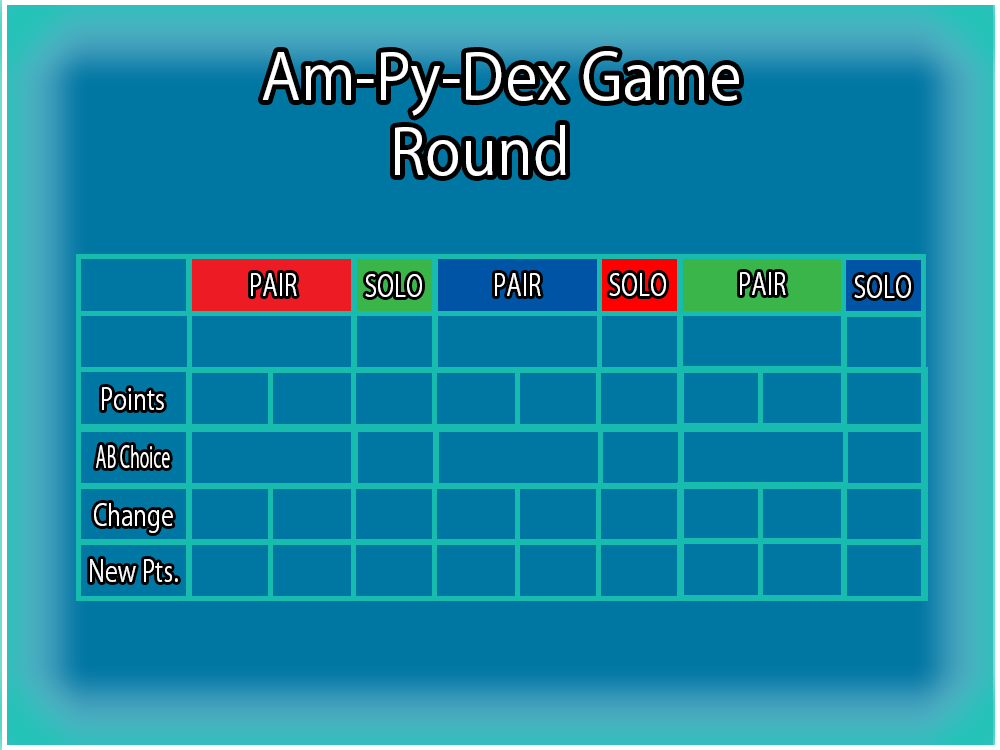 Am-Py-Dex Game
Round
PAIR SOLO PAIR SOLO PAIR SOLO
Points
AB Choice
Change
New Pts.